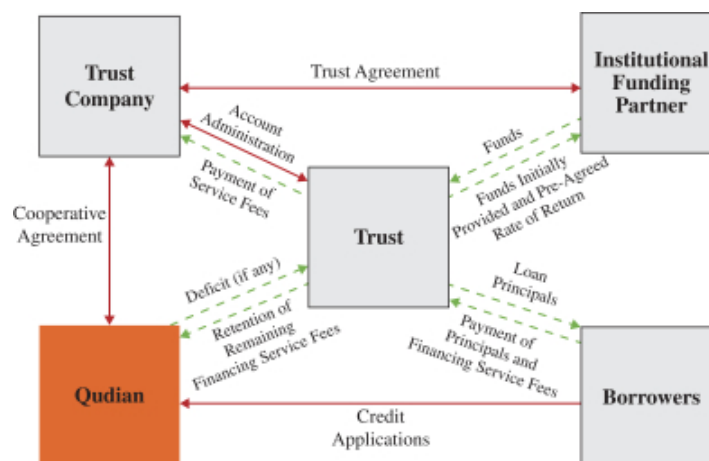 Trust
Company
Trust Agreement
Institutional
Funding
Partner
Account
Administration
Payment of
Service Fees
Funds
Funds Initially
Provided and Pre-Agreed
Rate of Return
Cooperative
Agreement
Trust
Deficit (if any)
Retention of
Remaining
Financing Service Fees
Loan
Principals
Payment of
Principals and
Financing Service Fees
Qudian
Credit
Applications
Borrowers